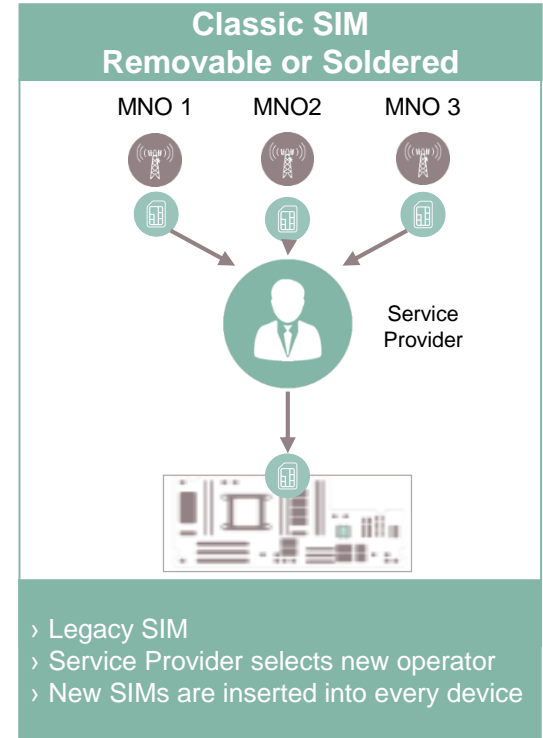 Classic SIM
Removable or Soldered
MNO 1 MNO2 MNO 3
Service
Provider
› Legacy SIM
› Service Provider selects new operator
› New SIMs are inserted into every device